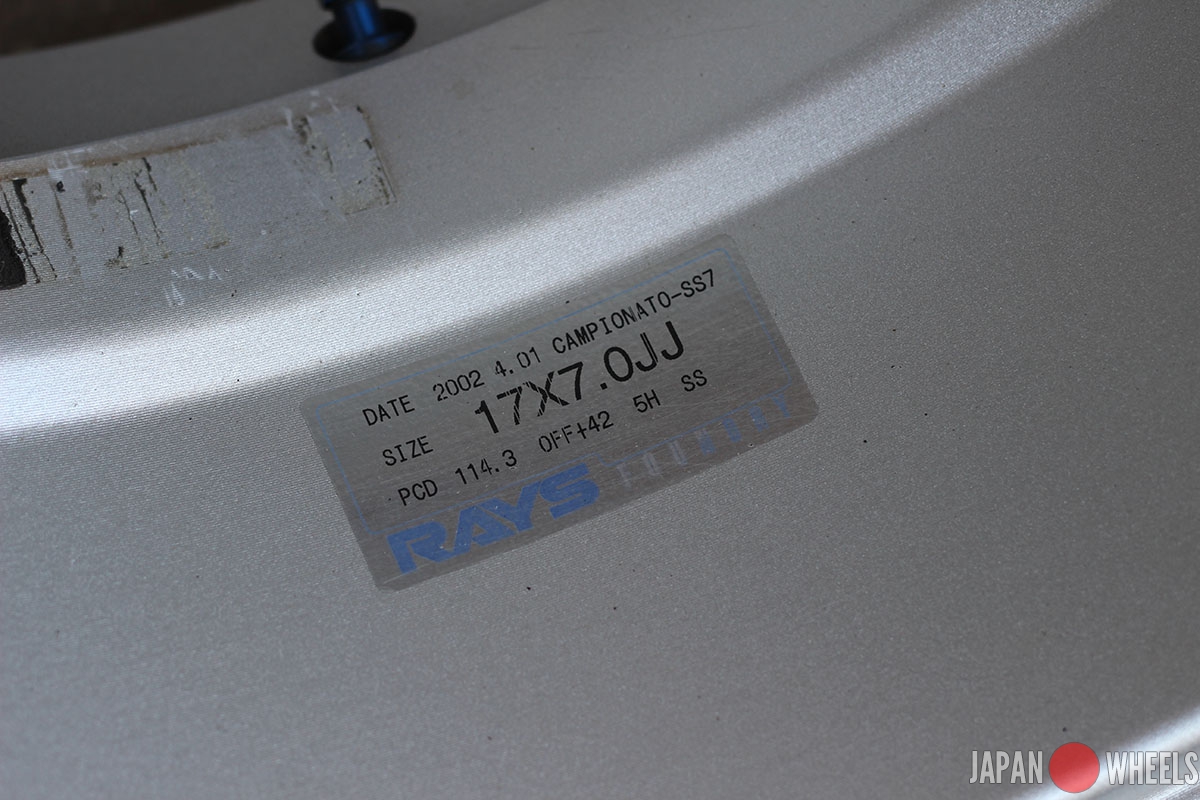 DATE 2002 4.01 CAMPIONATO-SS7
SIZE 17X7.0JJ
PCD 114.3 OFF+42 5H SS
RAYS
JAPAN WHEELS